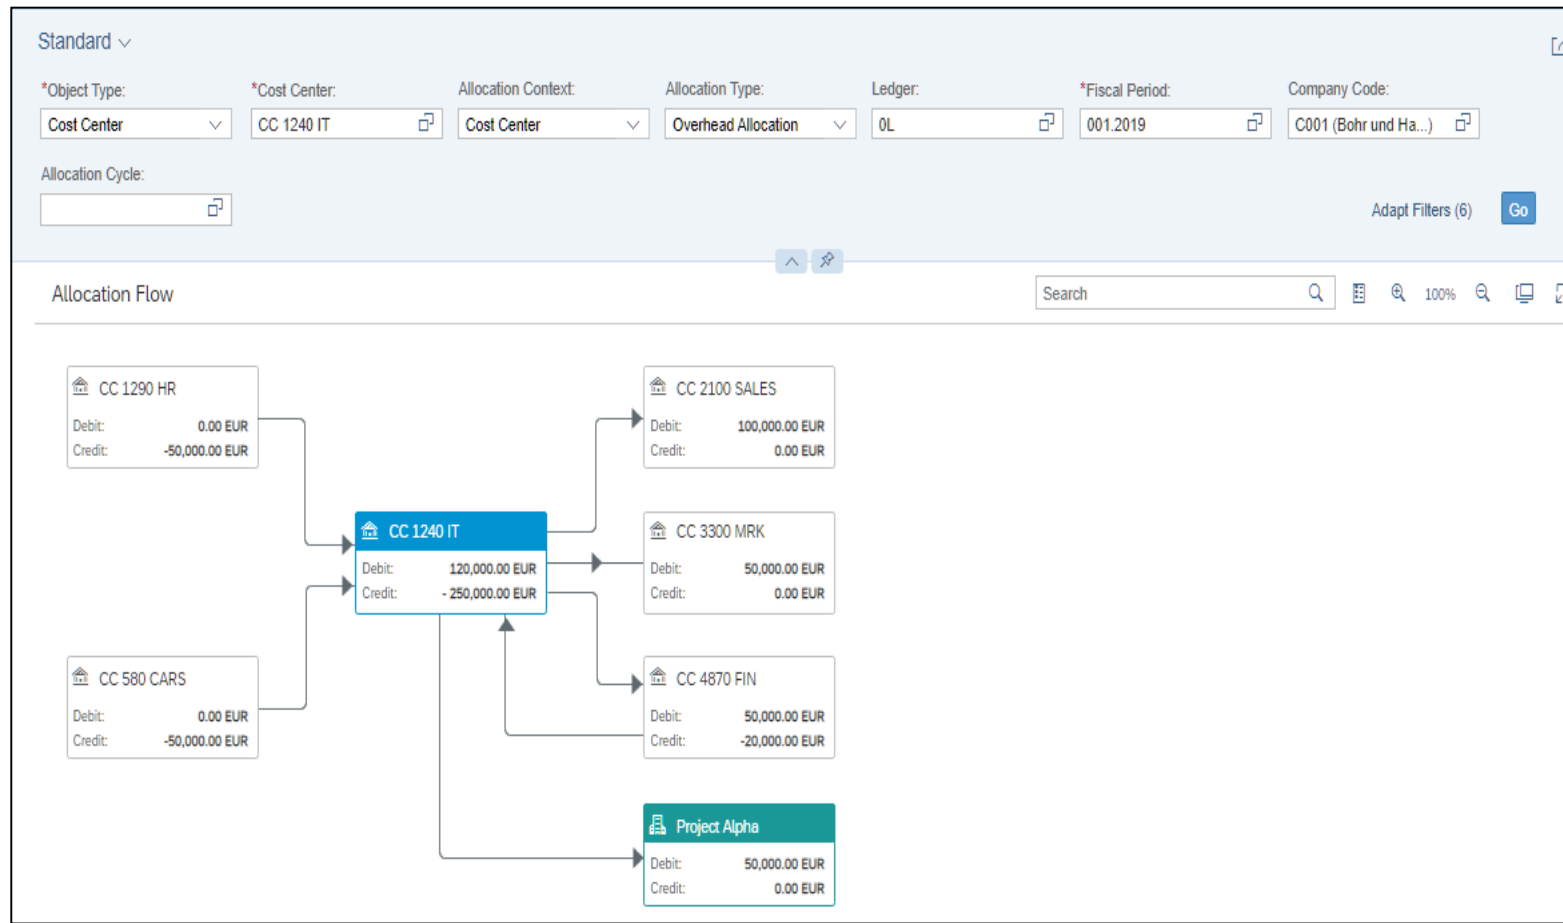 Standard
*Object Type: *Cost Center: Allocation Context: Allocation Type: Ledger: *Fiscal Period: Company Code:
Cost Center CC 1240 IT Cost Center Overhead Allocation 0L 001.2019 C001 (Bohr und Ha...)
Allocation Cycle:
Adapt Filters (6) Go
Allocation Flow Search 100%
CC 1290 HR
Debit: 0.00 EUR
Credit: -50,000.00 EUR
CC 2100 SALES
Debit: 100,000.00 EUR
Credit: 0.00 EUR
CC 1240 IT
Debit: 120,000.00 EUR
Credit: - 250,000.00 EUR
CC 3300 MRK
Debit: 50,000.00 EUR
Credit: 0.00 EUR
CC 580 CARS
Debit: 0.00 EUR
Credit: -50,000.00 EUR
CC 4870 FIN
Debit: 50,000.00 EUR
Credit: -20,000.00 EUR
Project Alpha
Debit: 50,000.00 EUR
Credit: 0.00 EUR